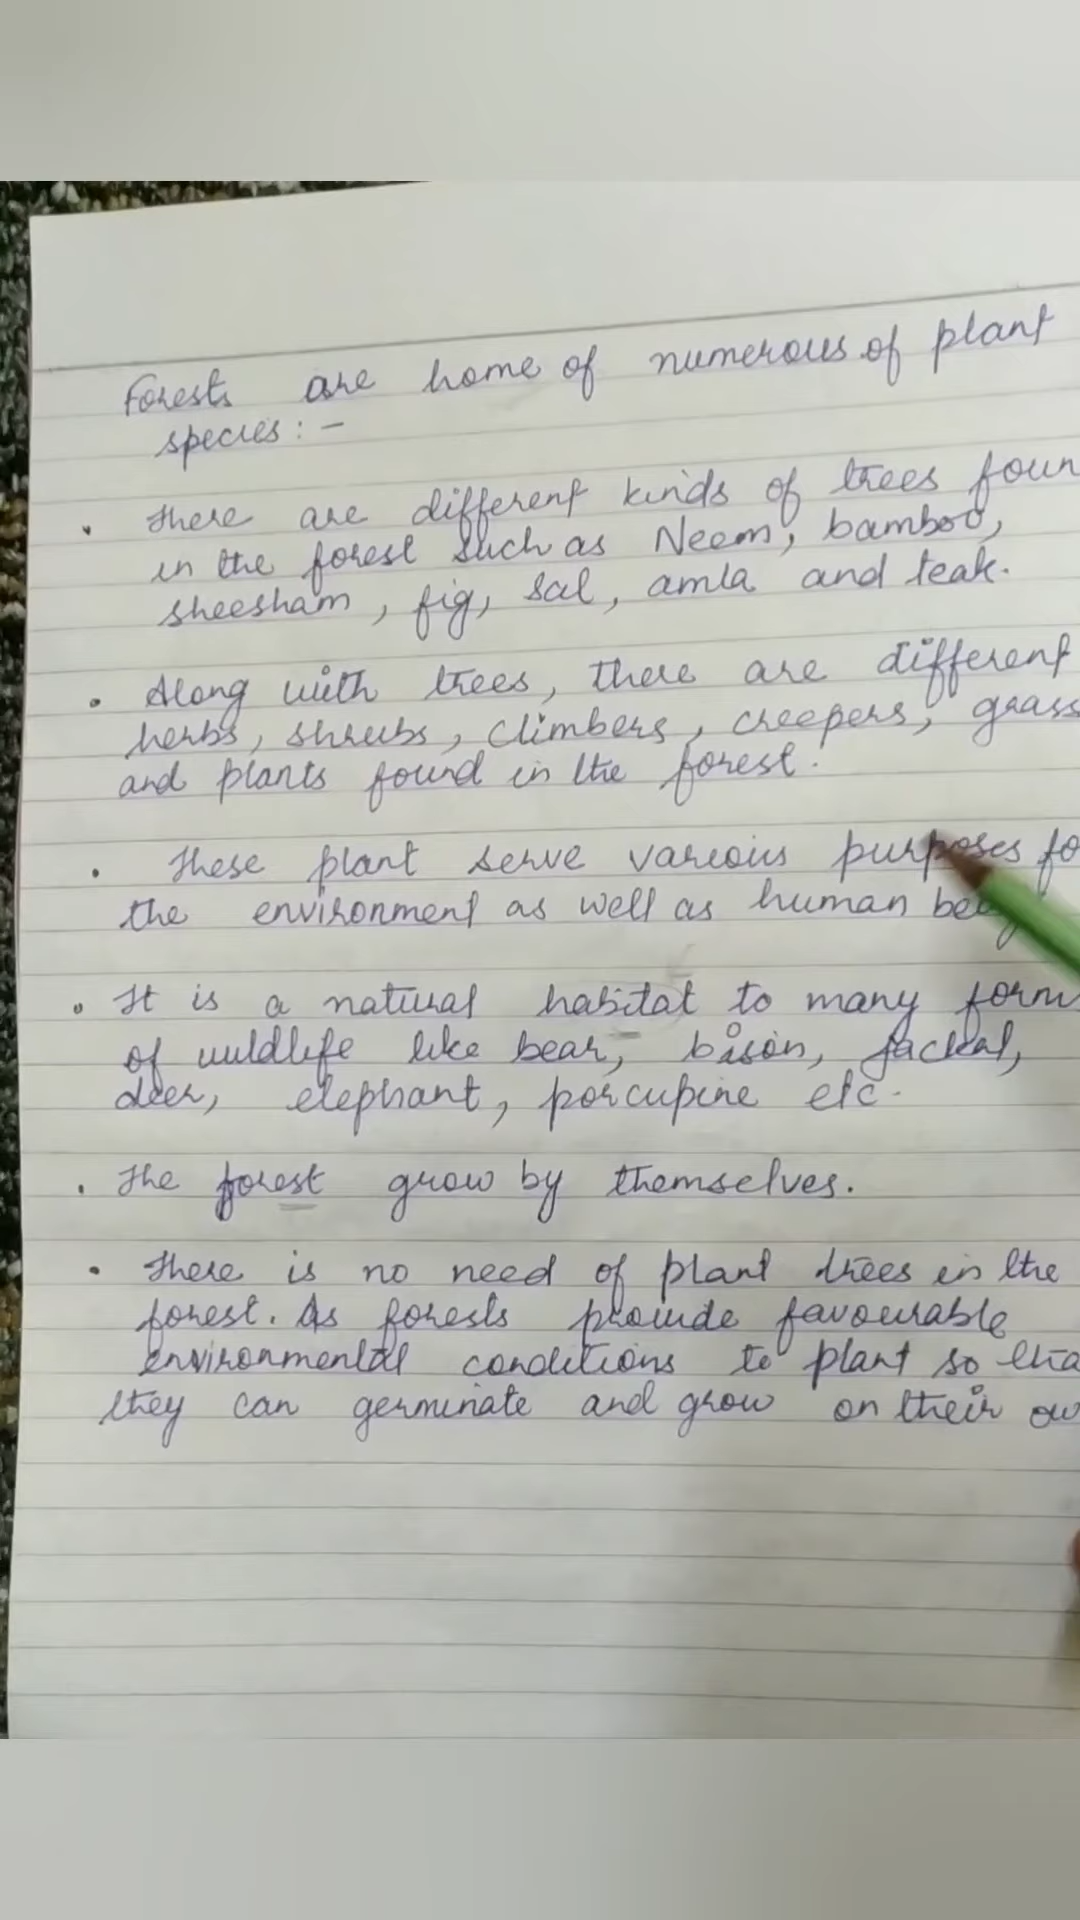 Forests are home of numerous of plant
species : -
• There are different kinds of trees foun
in the forest such as Neem, bamboo,
sheesham, fig, sal, amla and teak.
• Along with trees, there are different
herbs, shrubs, climbers, creepers, grass
and plants found in the forest.
• These plant serve various purposes fo
the environment as well as human
• It is a natural habitat to many form
of wildlife like bear, bison, jackal,
deer, elephant, porcupine etc.
• The forest grow by themselves.
• There is no need of plant trees in the
forest. As forests provide favourable
environmental conditions to plant so tha
they can germinate and grow on their ow